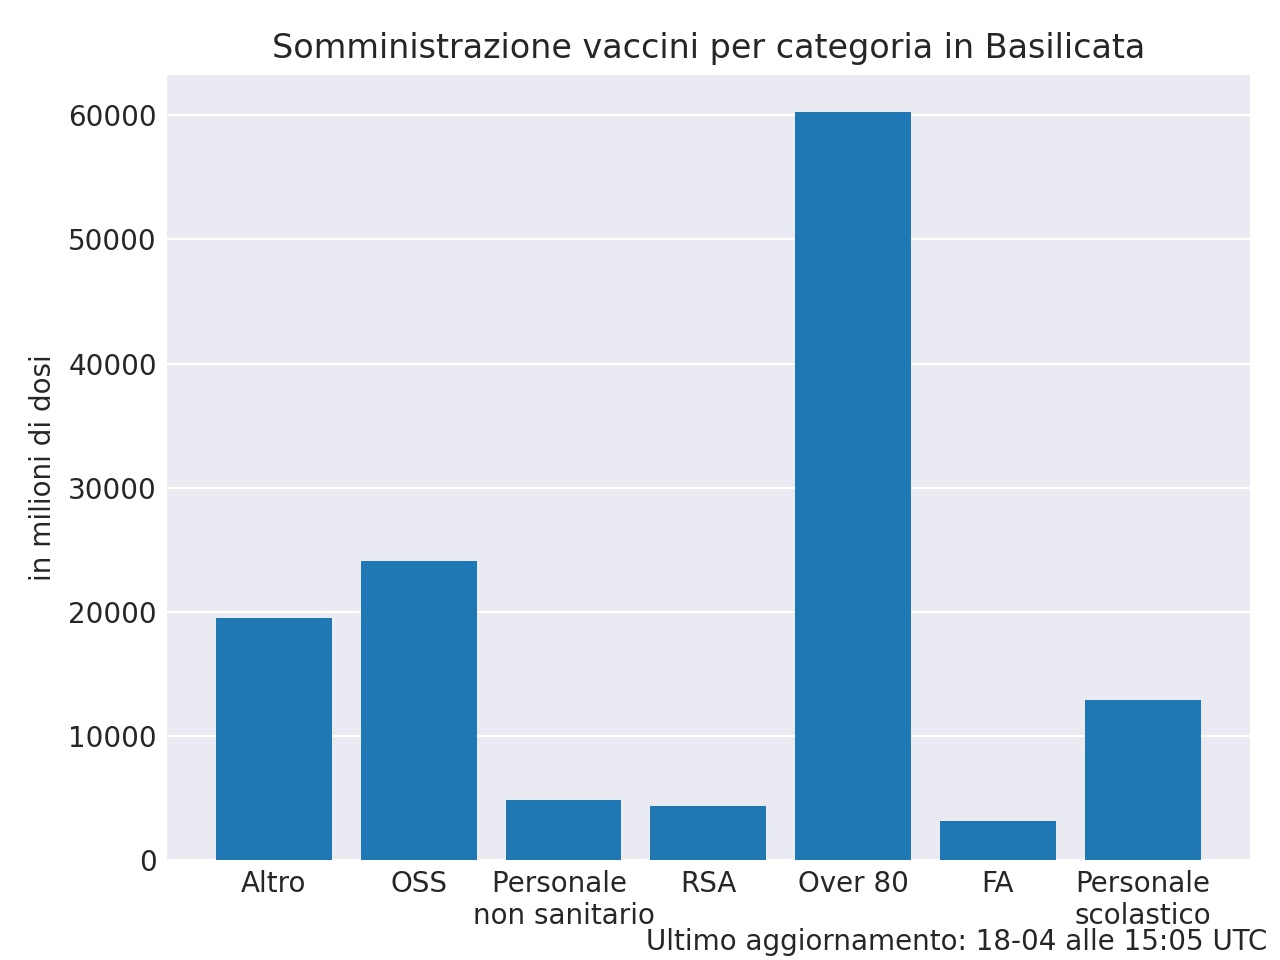 Somministrazione vaccini per categoria in Basilicata
in milioni di dosi
60000
50000
40000
30000
20000
10000
0
Altro
OSS
Personale
non sanitario
RSA
Over 80
FA
Personale
scolastico
Ultimo aggiornamento: 18-04 alle 15:05 UTC